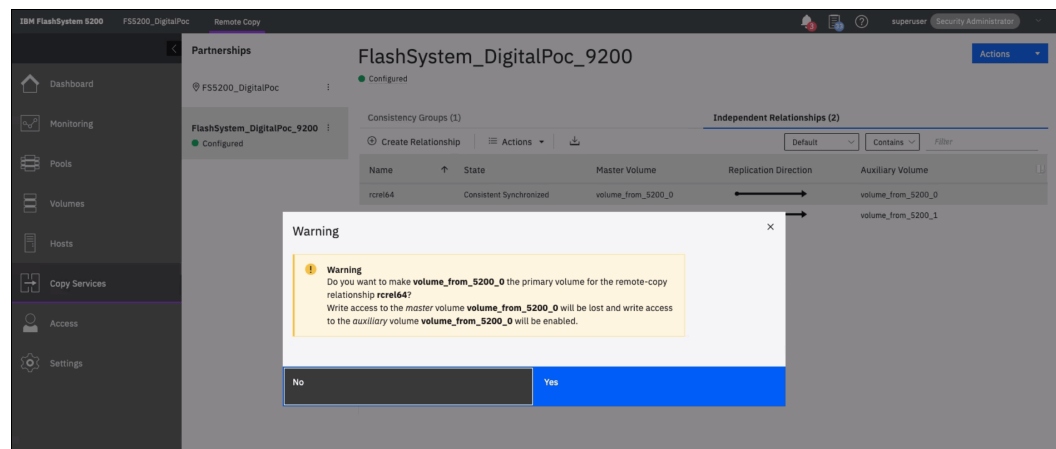 IBM FlashSystem 5200 FS5200_DigitalPoc Remote Copy superuser Security Administrator
Partnerships
FS5200_DigitalPoc
FlashSystem_DigitalPoc_9200
Configured
Dashboard
Monitoring
Pools
Volumes
Hosts
Copy Services
Access
Settings
FlashSystem_DigitalPoc_9200
Configured
Actions
Consistency Groups (1) Independent Relationships (2)
Create Relationship Actions Default Contains Filter
Name State Master Volume Replication Direction Auxiliary Volume
rcrel64 Consistent Synchronized volume_from_5200_0 volume_from_5200_0
volume_from_5200_1
Warning
Warning
Do you want to make volume_from_5200_0 the primary volume for the remote-copy
relationship rcrel64?
Write access to the master volume volume_from_5200_0 will be lost and write access
to the auxiliary volume volume_from_5200_0 will be enabled.
No Yes